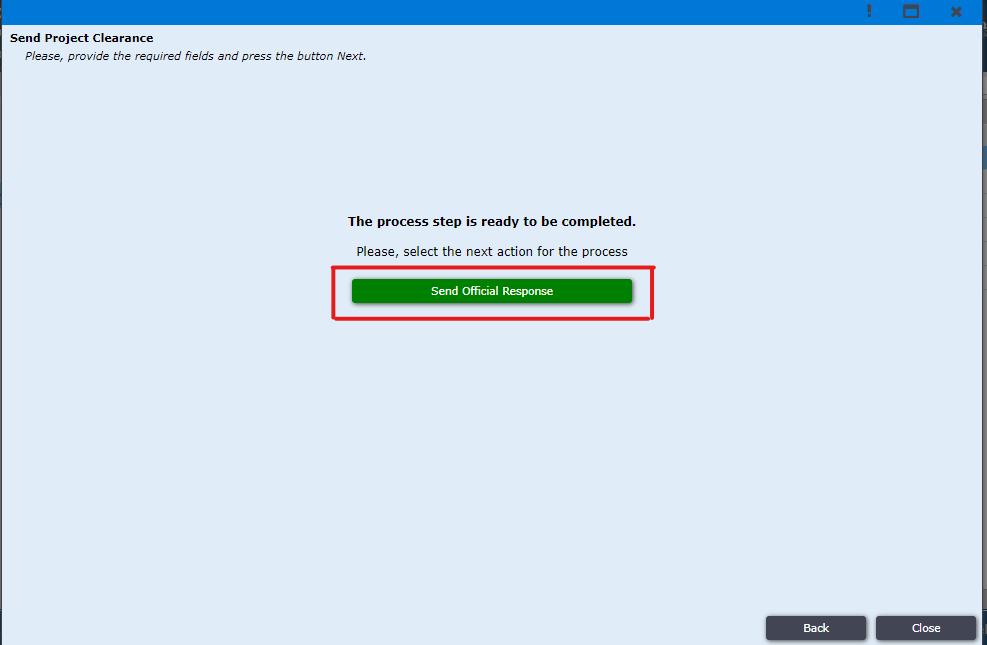 Send Project Clearance
Please, provide the required fields and press the button Next.
The process step is ready to be completed.
Please, select the next action for the process
Send Official Response
Back
Close